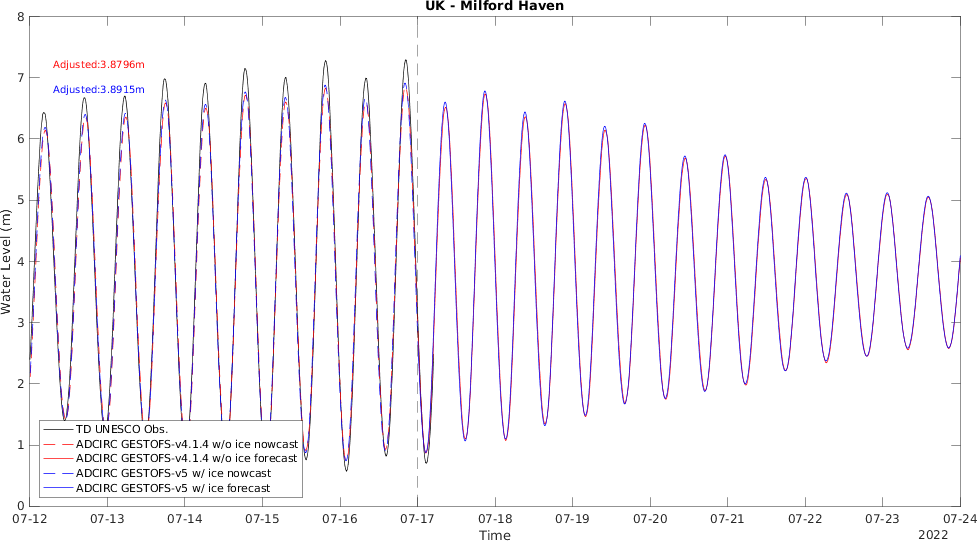 UK - Milford Haven
8
7
6
5
4
3
2
1
0
Water Level (m)
Adjusted:3.8796m
Adjusted:3.8915m
TD UNESCO Obs.
ADCIRC GESTOFS-v4.1.4 w/o ice nowcast
ADCIRC GESTOFS-v4.1.4 w/o ice forecast
ADCIRC GESTOFS-v5 w/ ice nowcast
ADCIRC GESTOFS-v5 w/ ice forecast
07-12 07-13 07-14 07-15 07-16 07-17 07-18 07-19 07-20 07-21 07-22 07-23 07-24
Time
2022